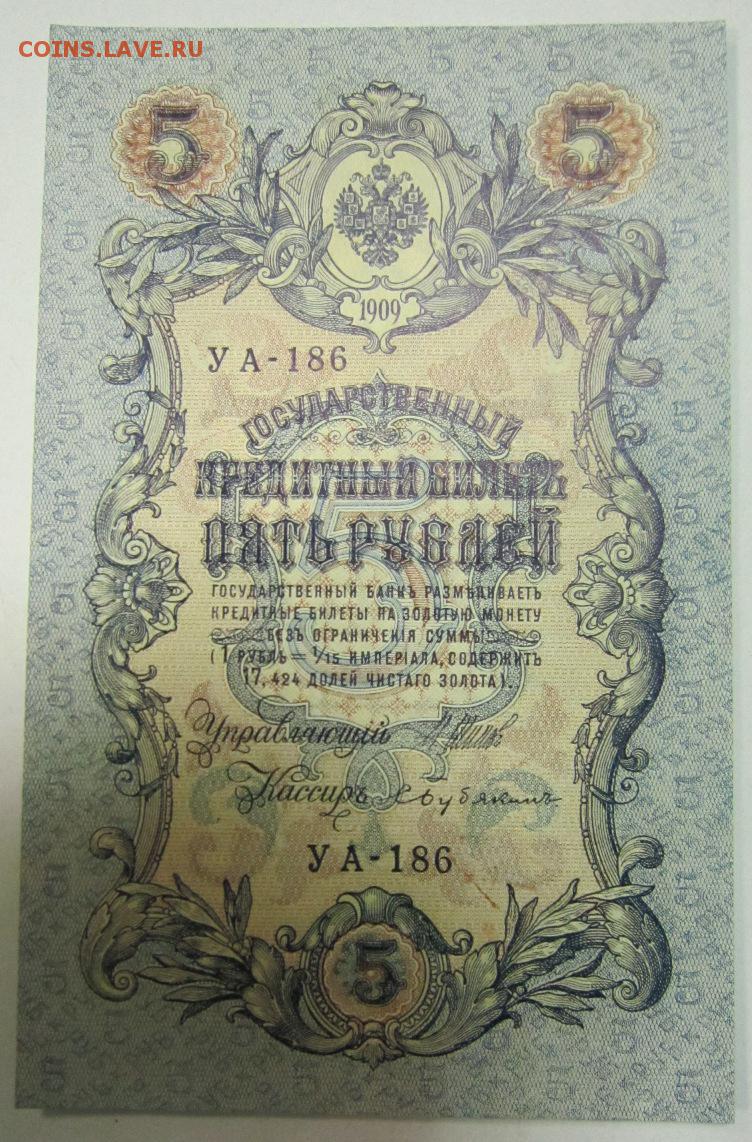 COINS.LAVE.RU
5 5
1909
УА-186
ГОСУДАРСТВЕННЫЙ
КРЕДИТНЫЙ БИЛЕТЪ
ПЯТЬ РУБЛЕЙ
ГОСУДАРСТВЕННЫЙ БАНКЪ РАЗМѢНИВАЕТЪ
КРЕДИТНЫЕ БИЛЕТЫ НА ЗОЛОТУЮ МОНЕТУ
БЕЗЪ ОГРАНИЧЕНІЯ СУММЫ
(1 РУБЛЬ = 1/15 ИМПЕРІАЛА, СОДЕРЖИТЪ
17,424 ДОЛЕЙ ЧИСТАГО ЗОЛОТА).
Управляющій
Кассиръ
УА-186
5